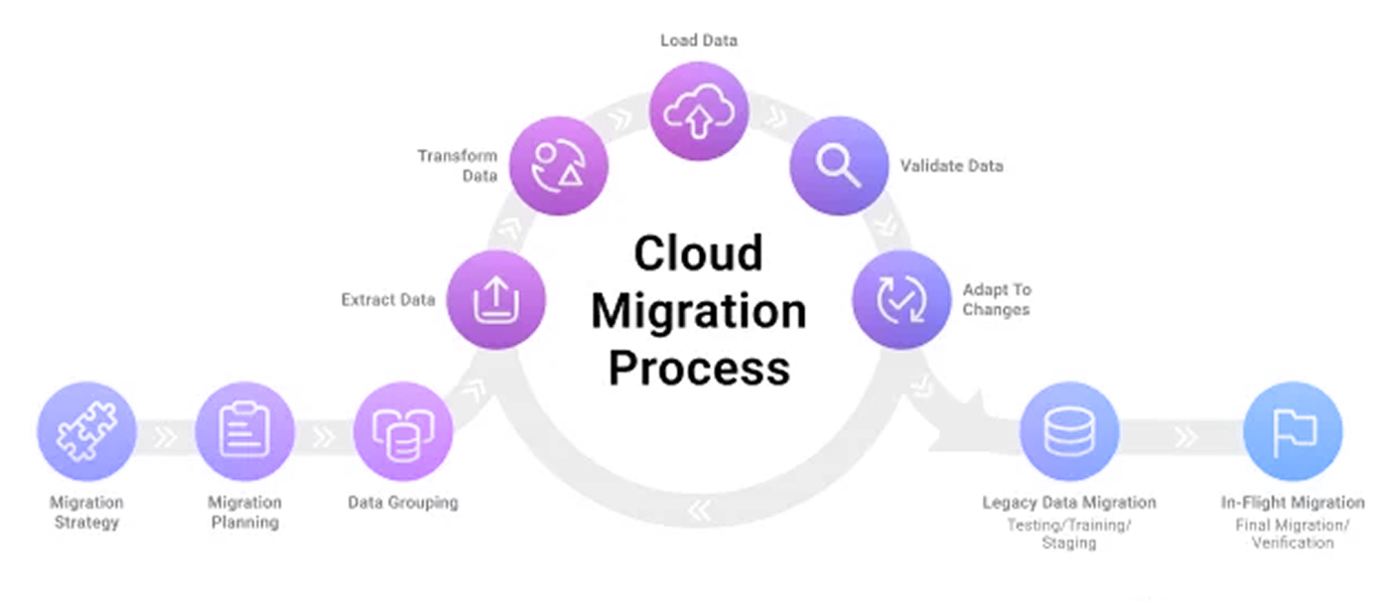 Load Data
Transform
Data
Validate Data
Extract Data
Adapt To
Changes
Cloud
Migration
Process
Migration
Strategy
Migration
Planning
Data Grouping
Legacy Data Migration
Testing/Training/
Staging
In-Flight Migration
Final Migration/
Verification